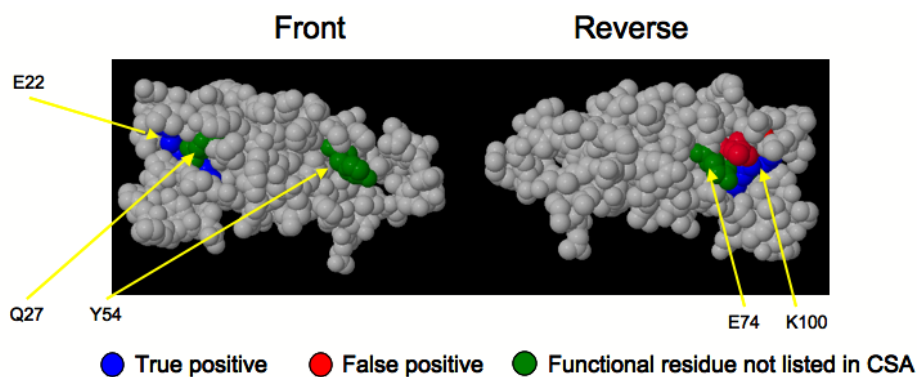 Front Reverse
E22
Q27 Y54
E74 K100
True positive False positive Functional residue not listed in CSA